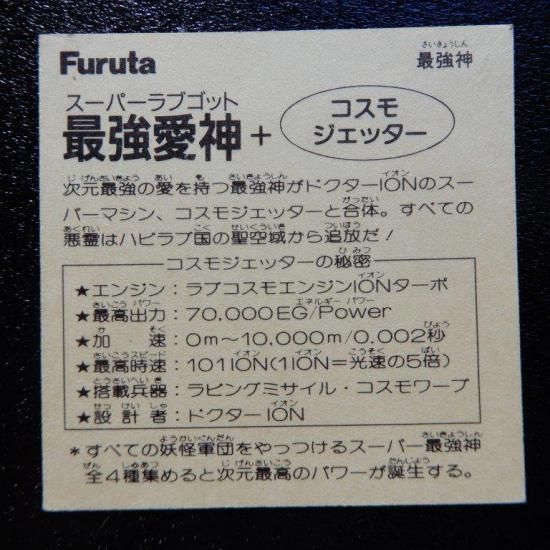 Furuta
最強神
スーパーラブゴット
最強愛神 + コスモジェッター
次元最強の愛を持つ最強神がドクターIONのスー
パーマシン、コスモジェッターと合体。すべての
悪霊はハピラブ国の聖空域から追放だ!
コスモジェッターの秘密
★エンジン:ラブコスモエンジンIONターボ
★最高出力:70,000EG/Power
★加速:0m〜10,000m/0.002秒
★最高時速:101ION(1ION=光速の5倍)
★搭載兵器:ラビングミサイル・コスモワープ
★設計者:ドクターION
*すべての妖怪軍団をやっつけるスーパー最強神
全4種集めると次元最高のパワーが誕生する。